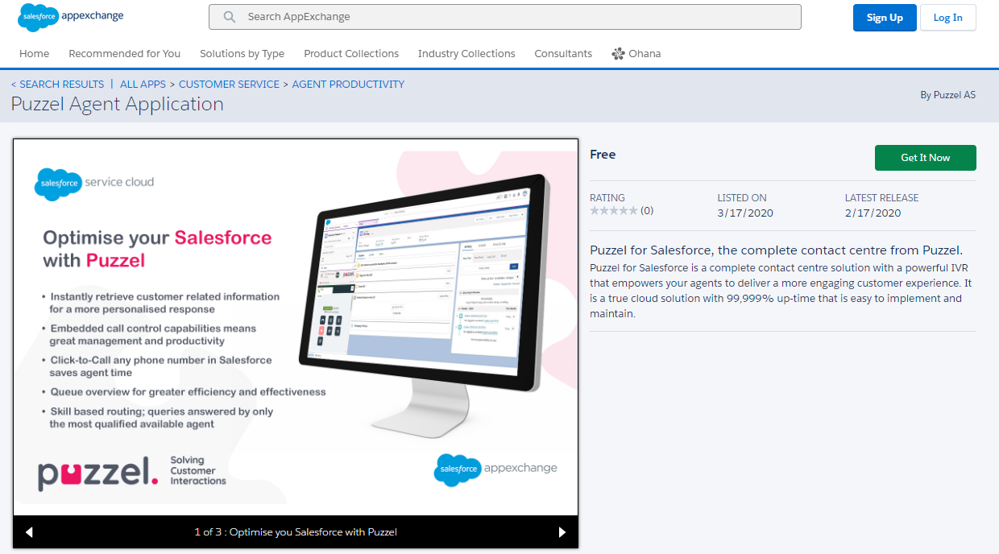 salesforce appexchange
Search AppExchange
Sign Up
Log In
Home
Recommended for You
Solutions by Type
Product Collections
Industry Collections
Consultants
Ohana
< SEARCH RESULTS | ALL APPS > CUSTOMER SERVICE > AGENT PRODUCTIVITY
Puzzel Agent Application
By Puzzel AS
salesforce service cloud
Optimise your Salesforce
with Puzzel
• Instantly retrieve customer related information
for a more personalised response
• Embedded call control capabilities means
great management and productivity
• Click-to-Call any phone number in Salesforce
saves agent time
• Queue overview for greater efficiency and effectiveness
• Skill based routing; queries answered by only
the most qualified available agent
puzzel.
Solving
Customer
Interactions
salesforce appexchange
1 of 3 : Optimise you Salesforce with Puzzel
Free
Get It Now
RATING
(0)
LISTED ON
3/17/2020
LATEST RELEASE
2/17/2020
Puzzel for Salesforce, the complete contact centre from Puzzel.
Puzzel for Salesforce is a complete contact centre solution with a powerful IVR
that empowers your agents to deliver a more engaging customer experience. It
is a true cloud solution with 99,999% up-time that is easy to implement and
maintain.